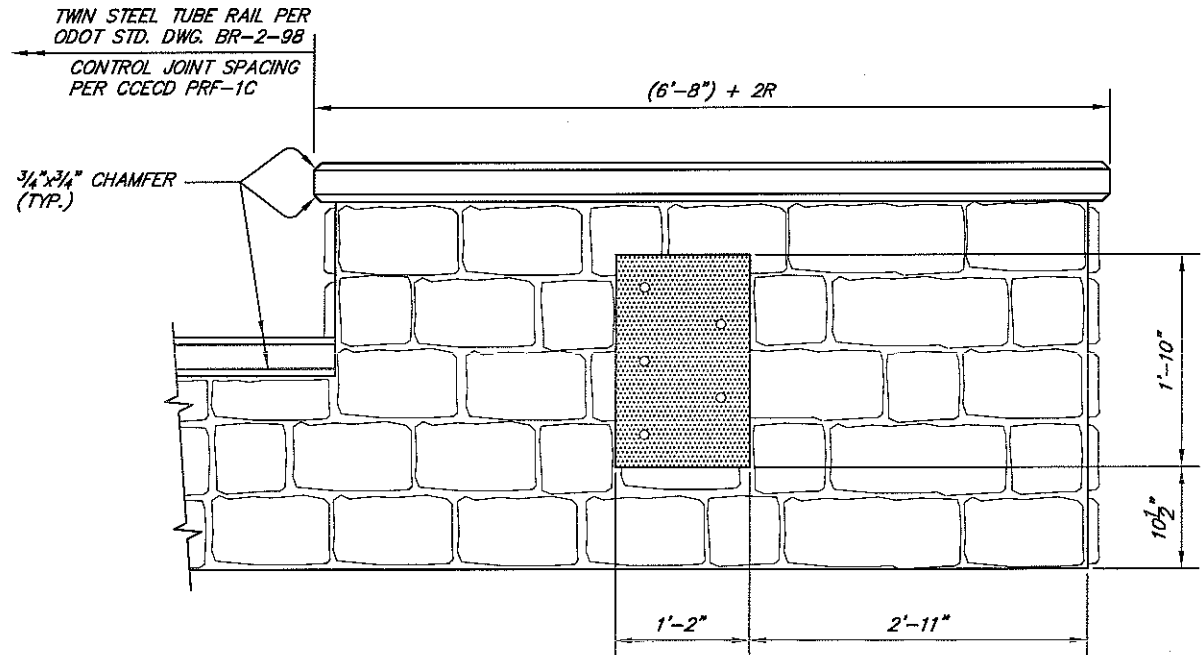 TWIN STEEL TUBE RAIL PER
ODOT STD. DWG. BR-2-98
CONTROL JOINT SPACING
PER CCECD PRF-1C
(6'-8") + 2R
3/4"x3/4" CHAMFER
(TYP.)
1'-10"
10 1/2"
1'-2"
2'-11"